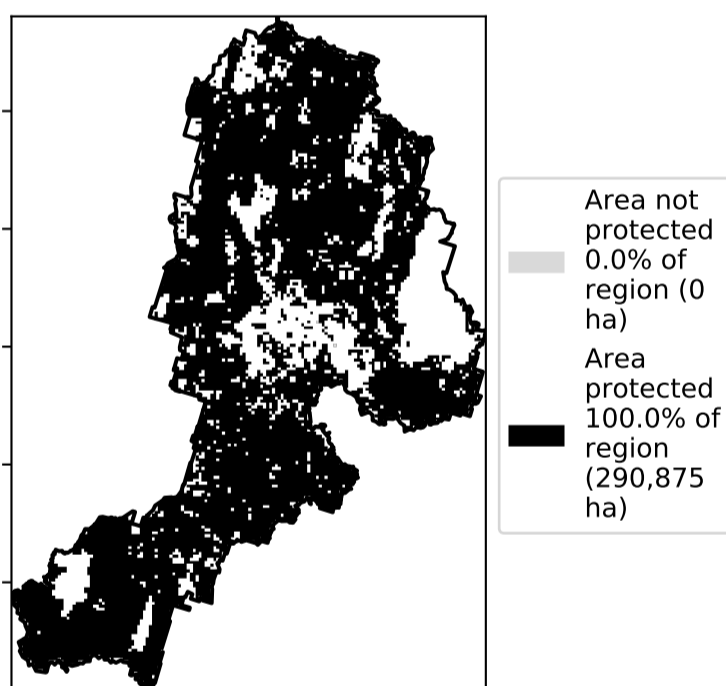 Area not
protected
0.0% of
region (0
ha)
Area
protected
100.0% of
region
(290,875
ha)